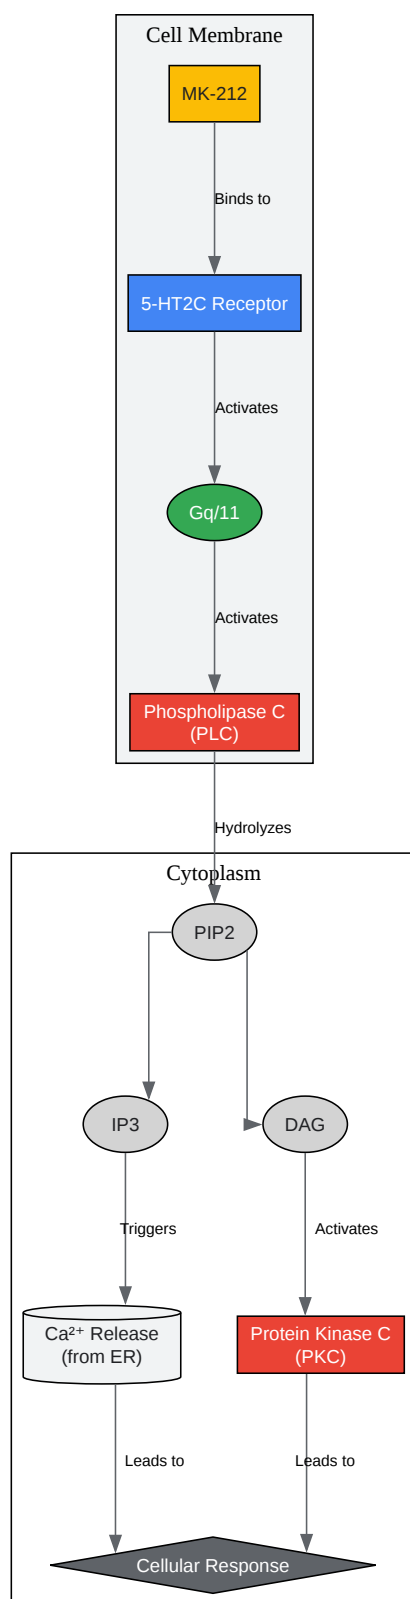 Cell Membrane
MK-212
Binds to
5-HT2C Receptor
Activates
Gq/11
Activates
Phospholipase C
(PLC)
Hydrolyzes
Cytoplasm
PIP2
IP3
DAG
Triggers
Activates
Ca²⁺ Release
(from ER)
Protein Kinase C
(PKC)
Leads to
Leads to
Cellular Response